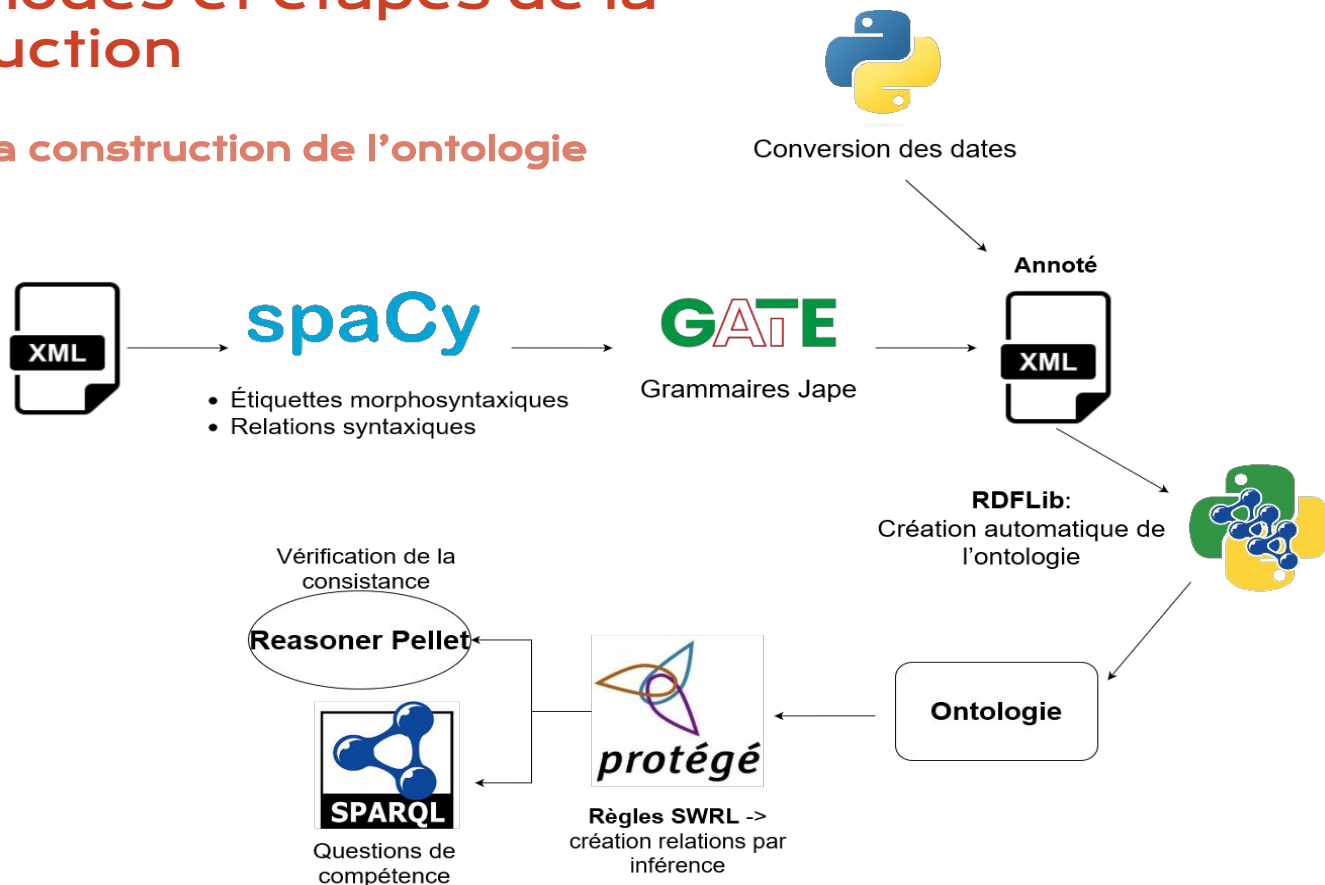 uction
a construction de l'ontologie
Conversion des dates
Annoté
XML
spaCy
• Étiquettes morphosyntaxiques
• Relations syntaxiques
GATE
Grammaires Jape
XML
RDFLib:
Création automatique de
l'ontologie
Ontologie
protégé
Règles SWRL ->
création relations par
inférence
Vérification de la
consistance
Reasoner Pellet
SPARQL
Questions de
compétence